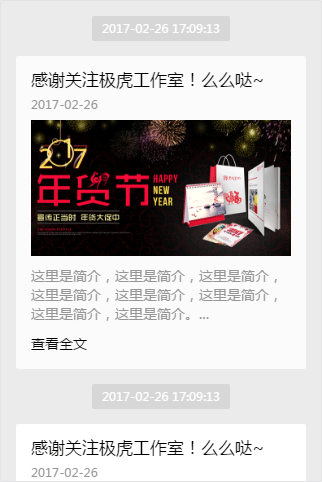 2017-02-26 17:09:13
感谢关注极虎工作室！么么哒~
2017-02-26
2017
年货节
HAPPY
NEW
YEAR
宣传正当时 年货大促中
这里是简介，这里是简介，这里是简介，
这里是简介，这里是简介，这里是简介，
这里是简介，这里是简介。...
查看全文
2017-02-26 17:09:13
感谢关注极虎工作室！么么哒~
2017-02-26